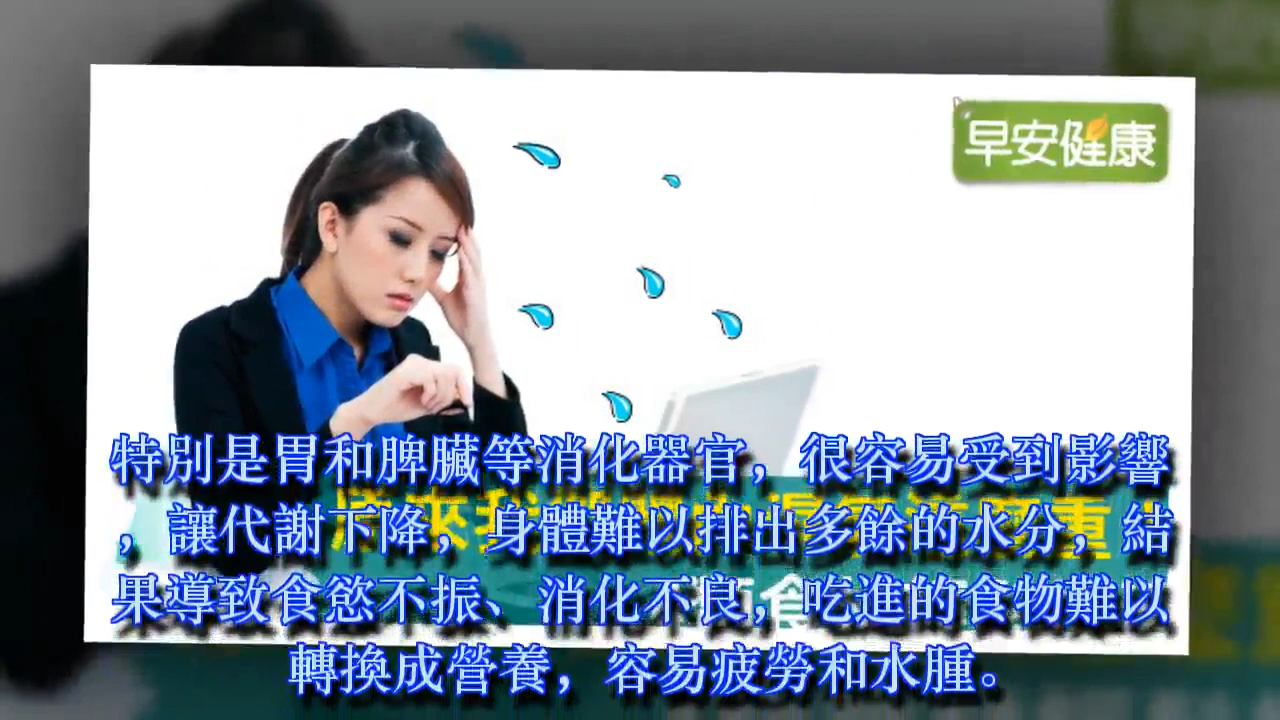 早安健康
特別是胃和脾臟等消化器官，很容易受到影響
，讓代謝下降，身體難以排出多餘的水分，結
果導致食慾不振、消化不良，吃進的食物難以
轉換成營養，容易疲勞和水腫。